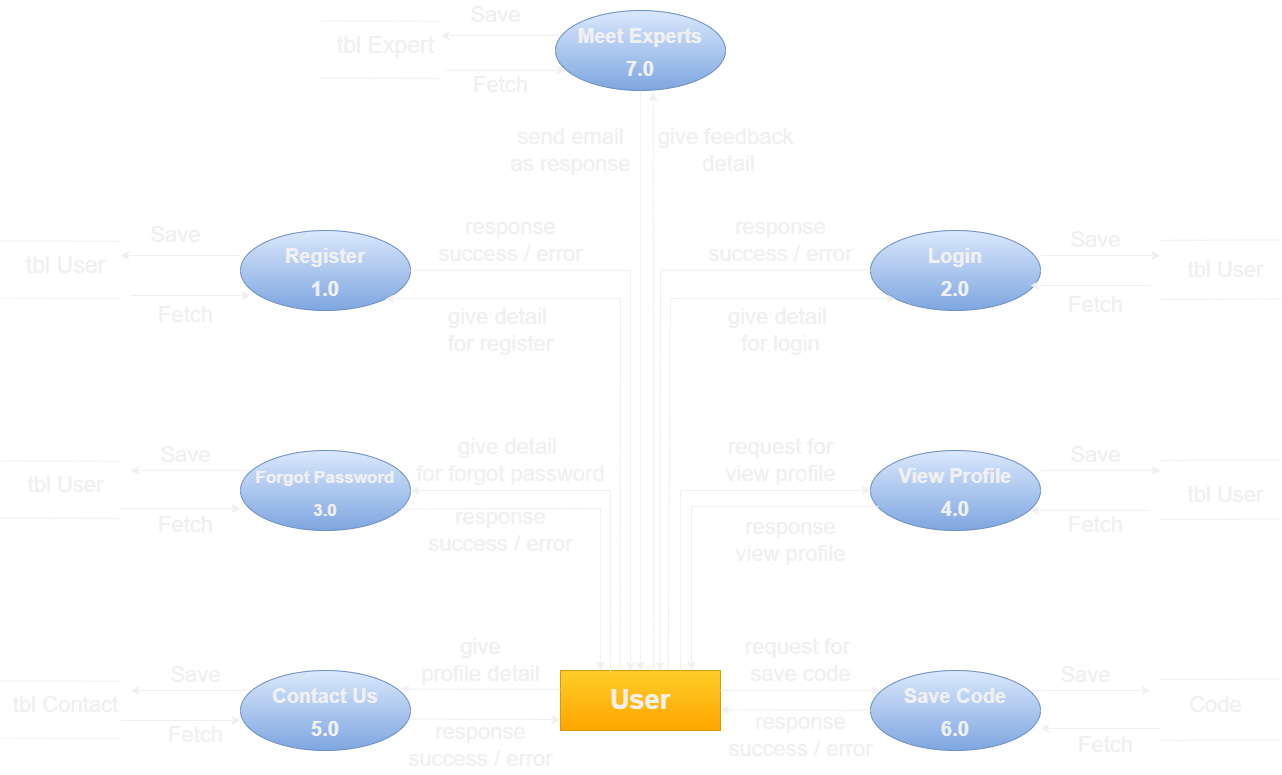 Save
tbl Expert
Fetch
Meet Experts
7.0
send email
as response
give feedback
detail
Save
tbl User
Fetch
Register
1.0
response
success / error
give detail
for register
response
success / error
give detail
for login
Login
2.0
Save
tbl User
Fetch
Save
tbl User
Fetch
Forgot Password
3.0
give detail
for forgot password
response
success / error
request for
view profile
response
view profile
View Profile
4.0
Save
tbl User
Fetch
Save
tbl Contact
Fetch
Contact Us
5.0
give
profile detail
response
success / error
User
request for
save code
response
success / error
Save Code
6.0
Save
Code
Fetch